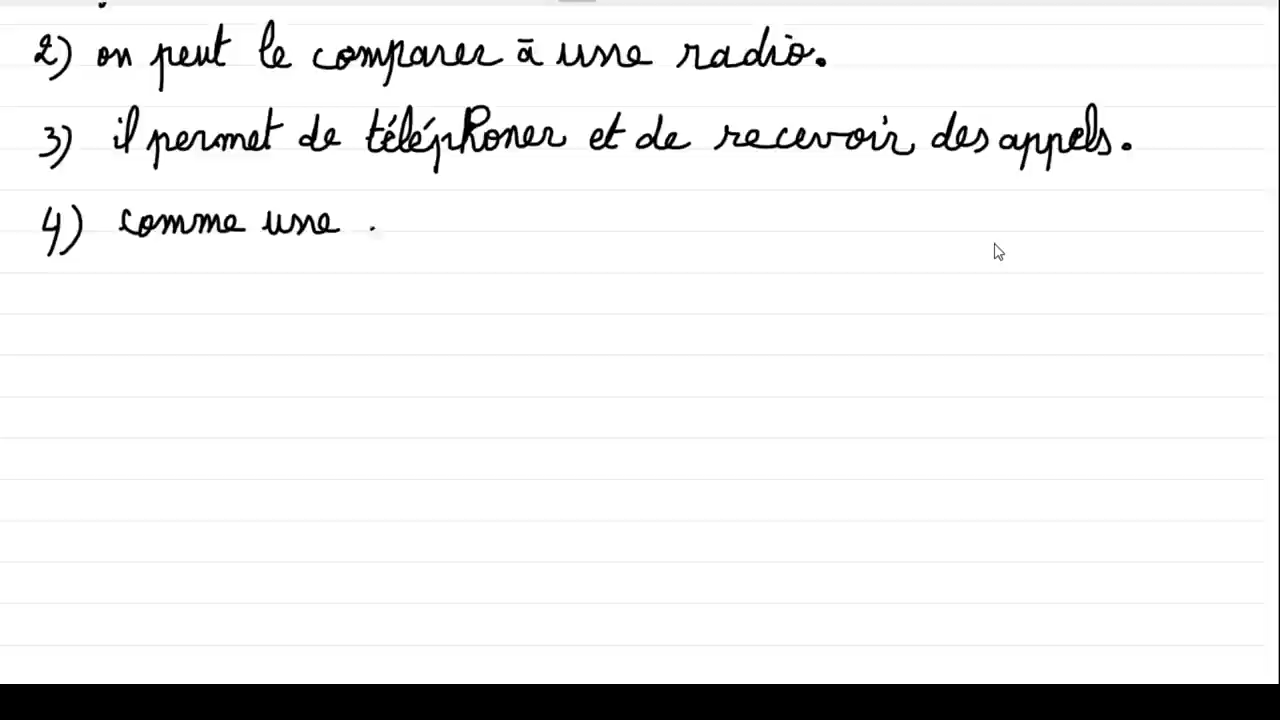 2) on peut le comparer à une radio.
3) il permet de téléphoner et de recevoir des appels.
4) comme une